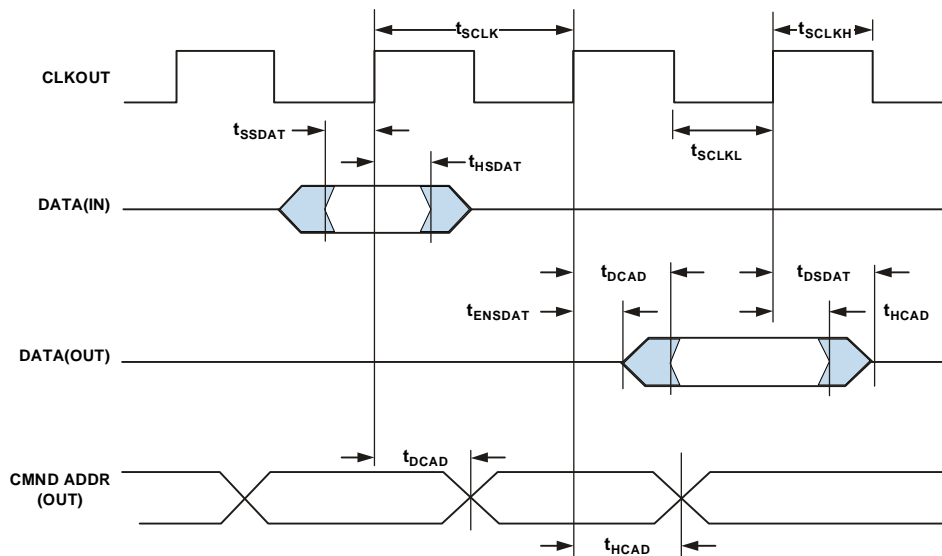 tSCLK
tSCLKH
CLKOUT
tSSDAT
tSCLKL
tHSDAT
DATA(IN)
tDCAD
tDSDAT
tENSDAT
tHCAD
DATA(OUT)
tDCAD
CMND ADDR
(OUT)
tHCAD